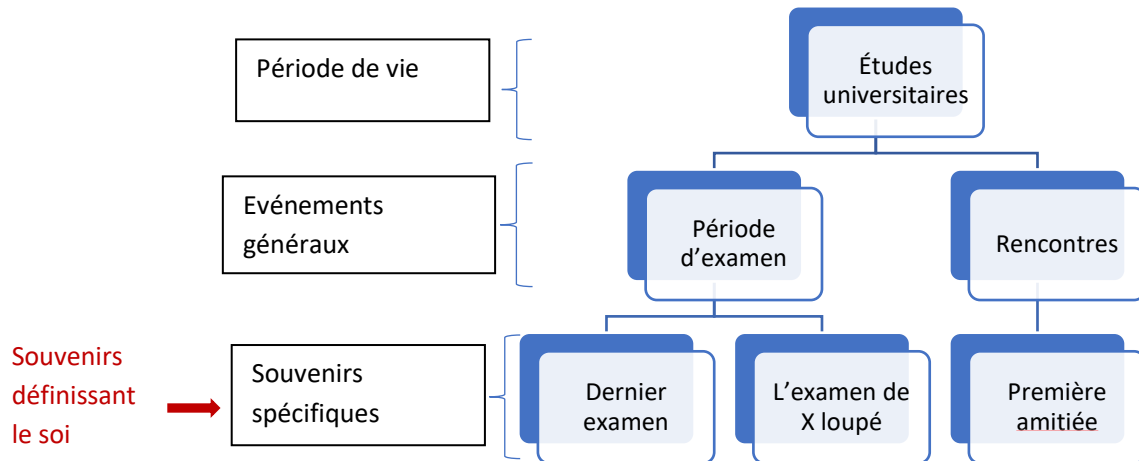 Période de vie
Études
universitaires
Evénements
généraux
Période
d'examen
Rencontres
Souvenirs
définissant
le soi
Souvenirs
spécifiques
Dernier
examen
L'examen de
X loupé
Première
amitiée